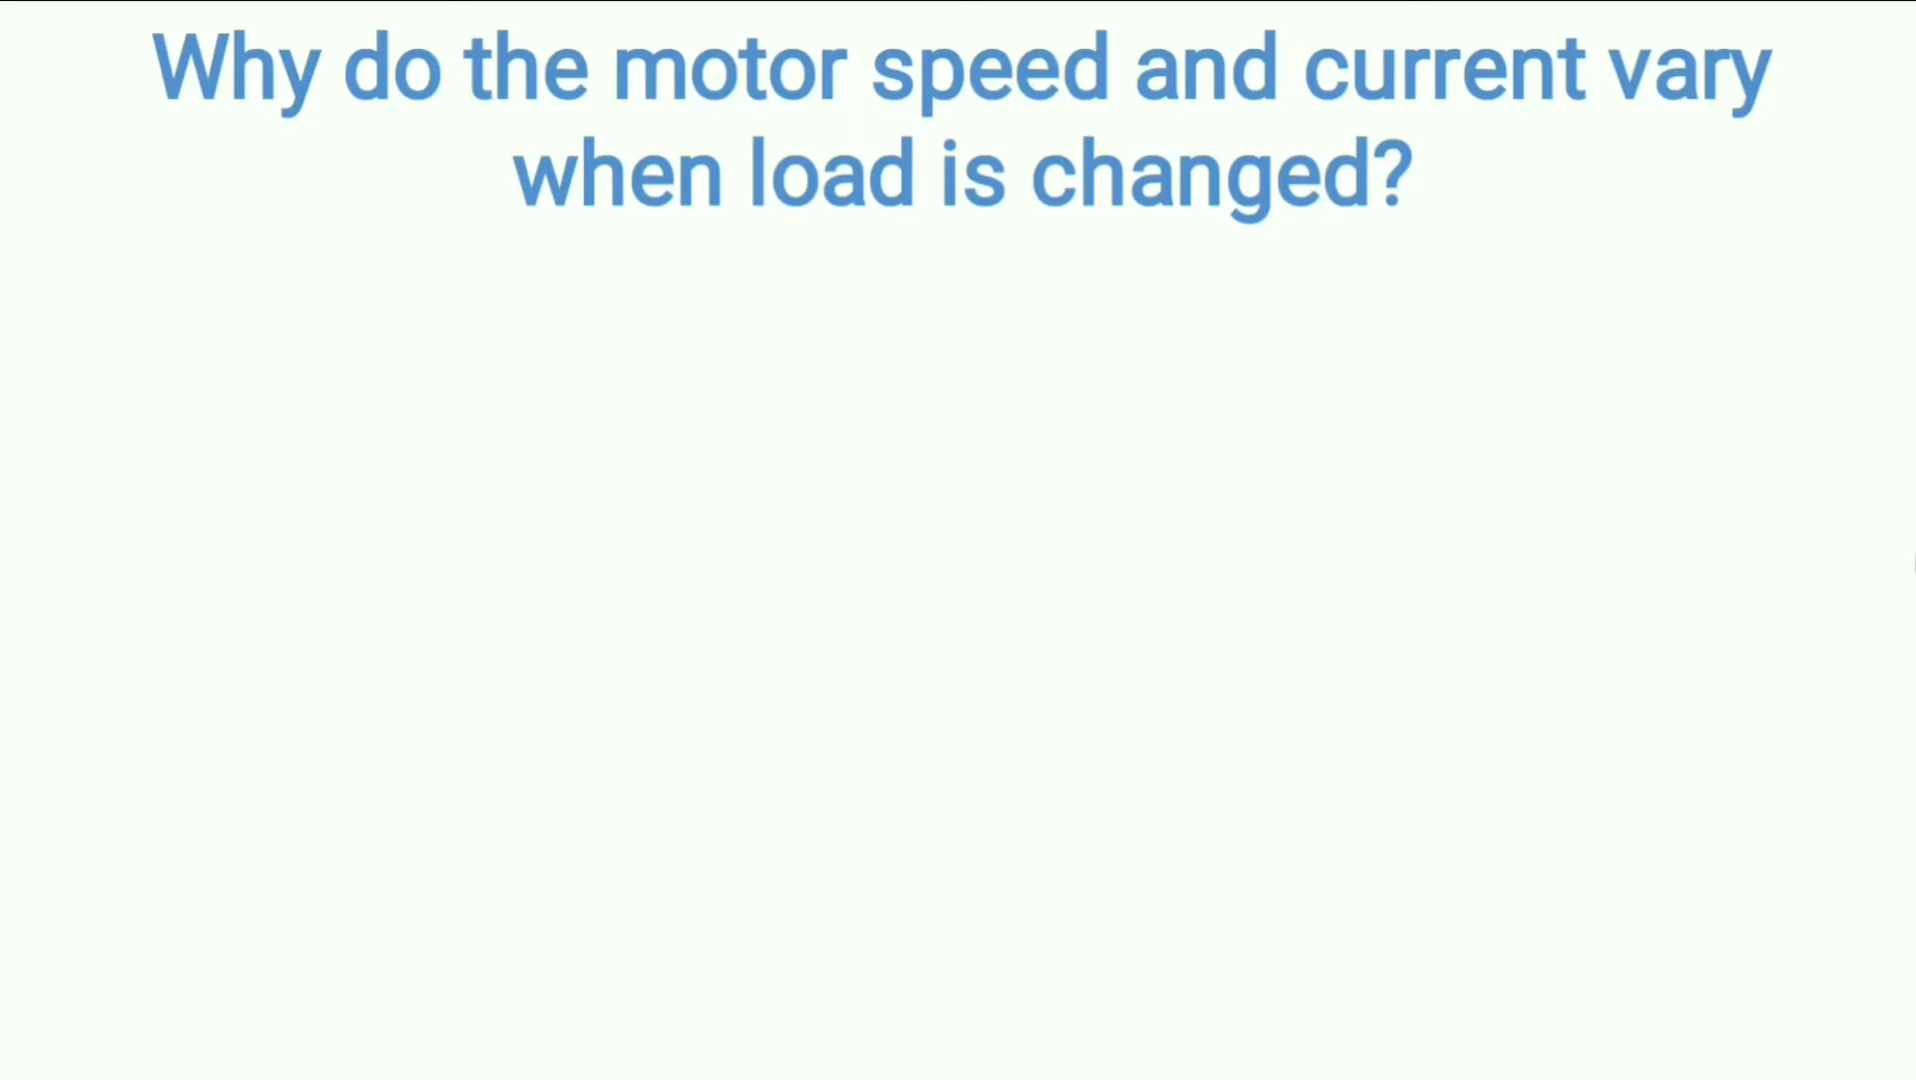 Why do the motor speed and current vary
when load is changed?